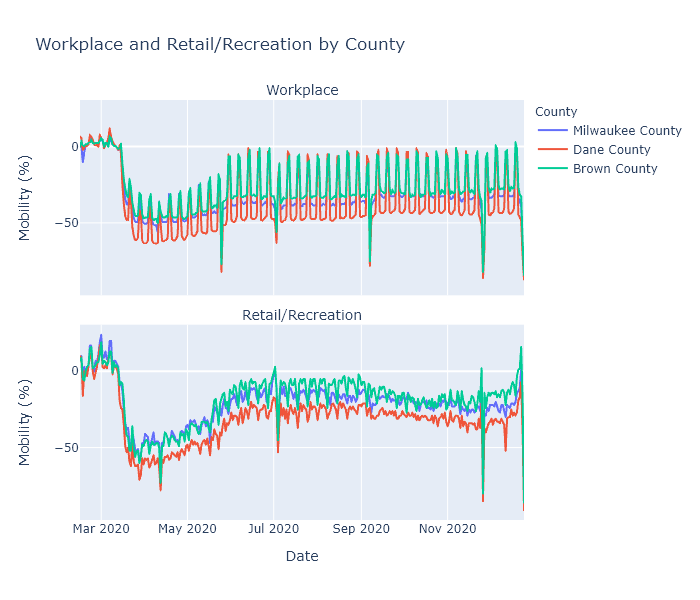 Workplace and Retail/Recreation by County
Workplace
County
Milwaukee County
Dane County
Brown County
Mobility (%)
0
−50
Retail/Recreation
Mobility (%)
0
−50
Mar 2020 May 2020 Jul 2020 Sep 2020 Nov 2020
Date